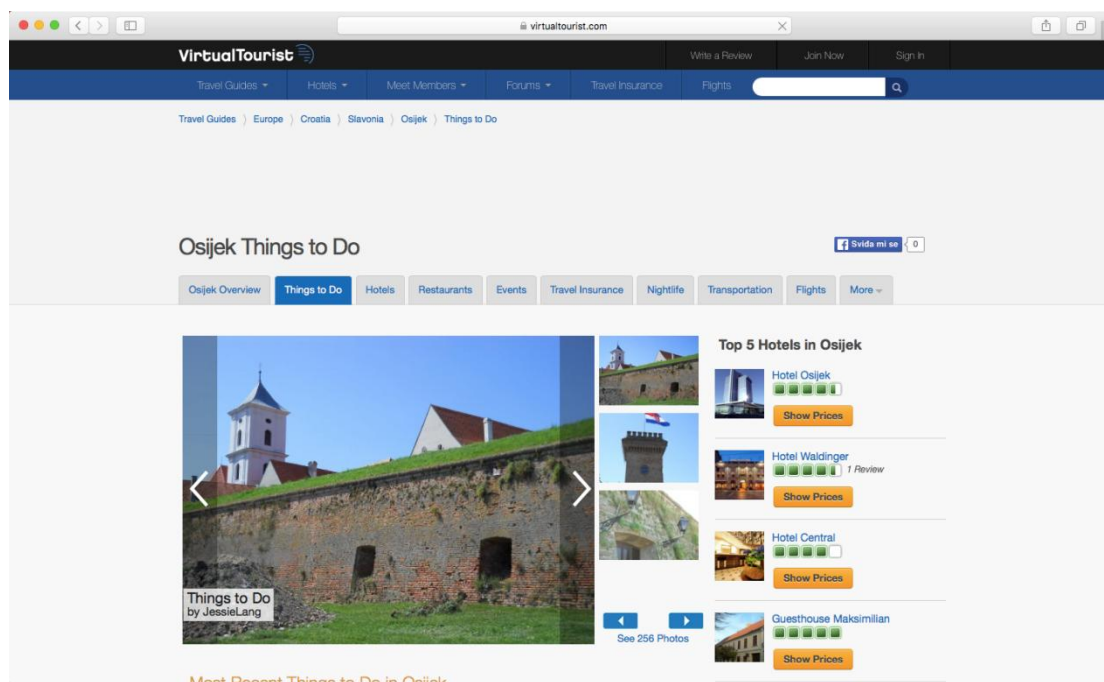 virtualtourist.com
VirtualTourist
Write a Review
Join Now
Sign In
Travel Guides
Hotels
Meet Members
Forums
Travel Insurance
Flights
Travel Guides
Europe
Croatia
Slavonia
Osijek
Things to Do
Osijek Things to Do
Sviđa mi se
0
Osijek Overview
Things to Do
Hotels
Restaurants
Events
Travel Insurance
Nightlife
Transportation
Flights
More
Things to Do
by JessieLang
See 256 Photos
Top 5 Hotels in Osijek
Hotel Osijek
Show Prices
Hotel Waldinger
1 Review
Show Prices
Hotel Central
Show Prices
Guesthouse Maksimilian
Show Prices
Most Recent Things to Do in Osijek